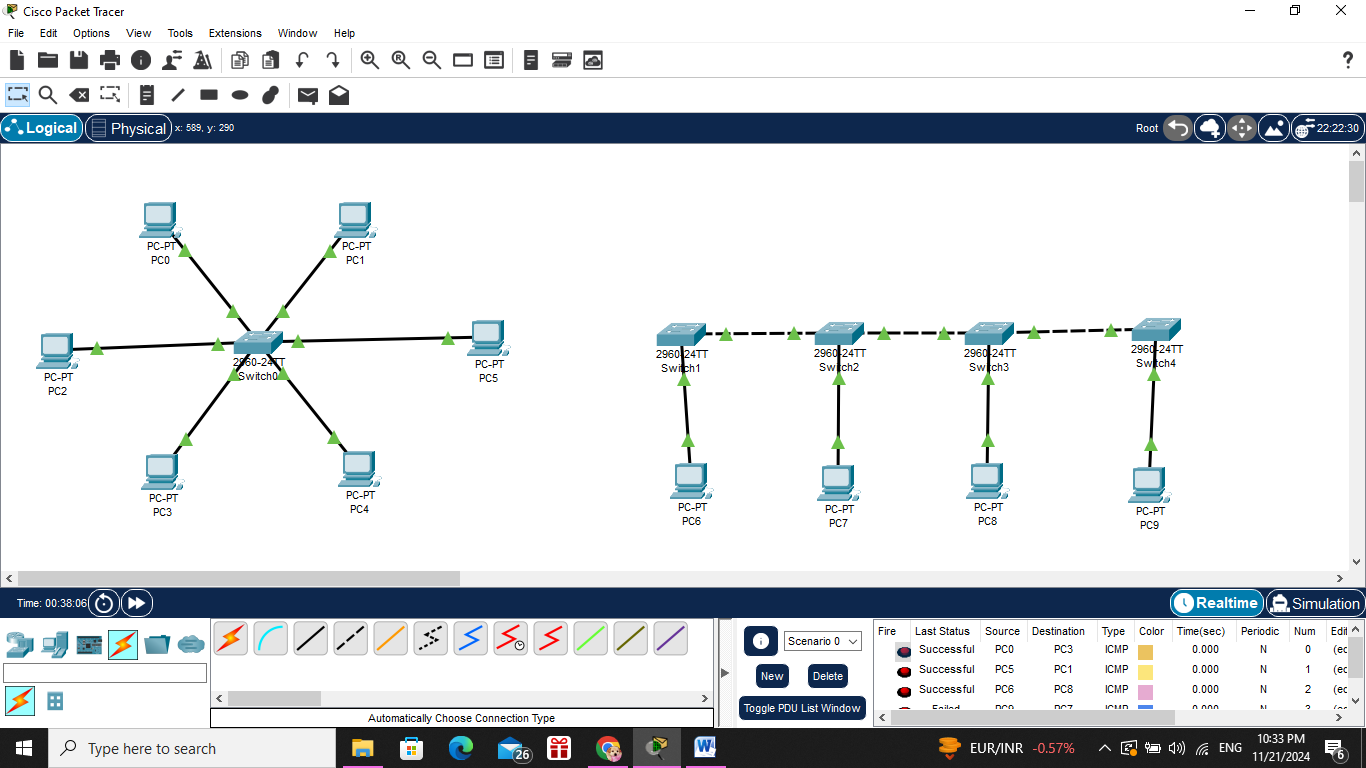 Cisco Packet Tracer
File Edit Options View Tools Extensions Window Help
?
Logical Physical x: 589, y: 290 Root 22:22:30
PC-PT
PC0
PC-PT
PC1
PC-PT
PC2
2960-24TT
Switch0
PC-PT
PC5
PC-PT
PC3
PC-PT
PC4
2960-24TT
Switch1
2960-24TT
Switch2
2960-24TT
Switch3
2960-24TT
Switch4
PC-PT
PC6
PC-PT
PC7
PC-PT
PC8
PC-PT
PC9
Time: 00:38:06 Realtime Simulation
Automatically Choose Connection Type
Scenario 0
New Delete
Toggle PDU List Window
Fire Last Status Source Destination Type Color Time(sec) Periodic Num Edit
Successful PC0 PC3 ICMP 0.000 N 0 (ec
Successful PC5 PC1 ICMP 0.000 N 1 (ec
Successful PC6 PC8 ICMP 0.000 N 2 (ec
Failed PC9 PC7 ICMP 0.000 N 3
Type here to search
26
EUR/INR -0.57%
ENG
10:33 PM
11/21/2024
6